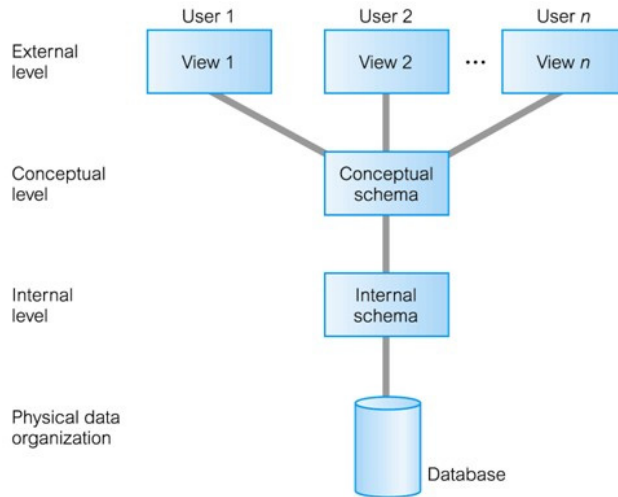 User 1
User 2
User n
External
level
View 1
View 2
...
View n
Conceptual
level
Conceptual
schema
Internal
level
Internal
schema
Physical data
organization
Database